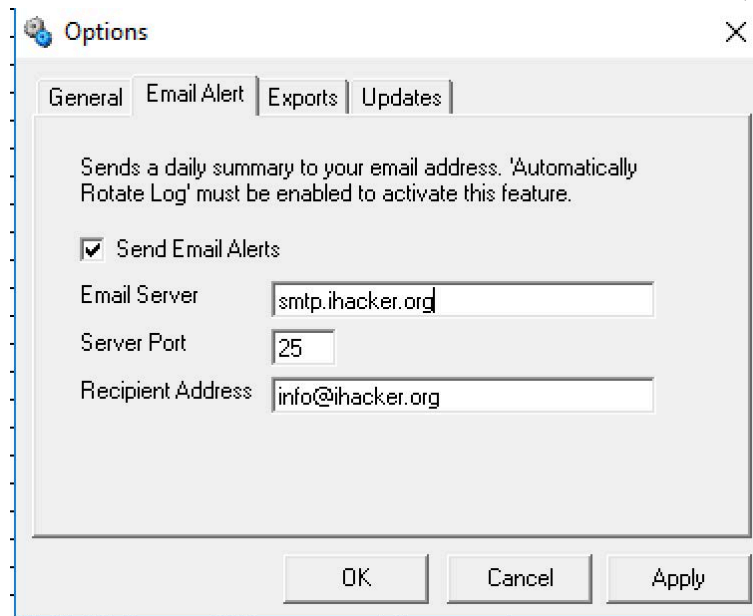 Options
General Email Alert Exports Updates
Sends a daily summary to your email address. 'Automatically
Rotate Log' must be enabled to activate this feature.
Send Email Alerts
Email Server smtp.ihacker.org
Server Port 25
Recipient Address info@ihacker.org
OK Cancel Apply